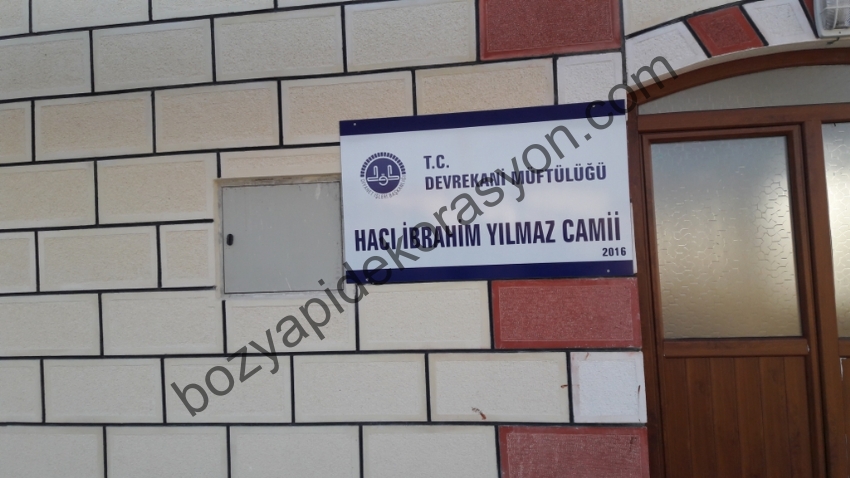 T.C.
DEVREKANİ MÜFTÜLÜĞÜ
HACI İBRAHİM YILMAZ CAMİİ
2016
bozyapidekorasyon.com